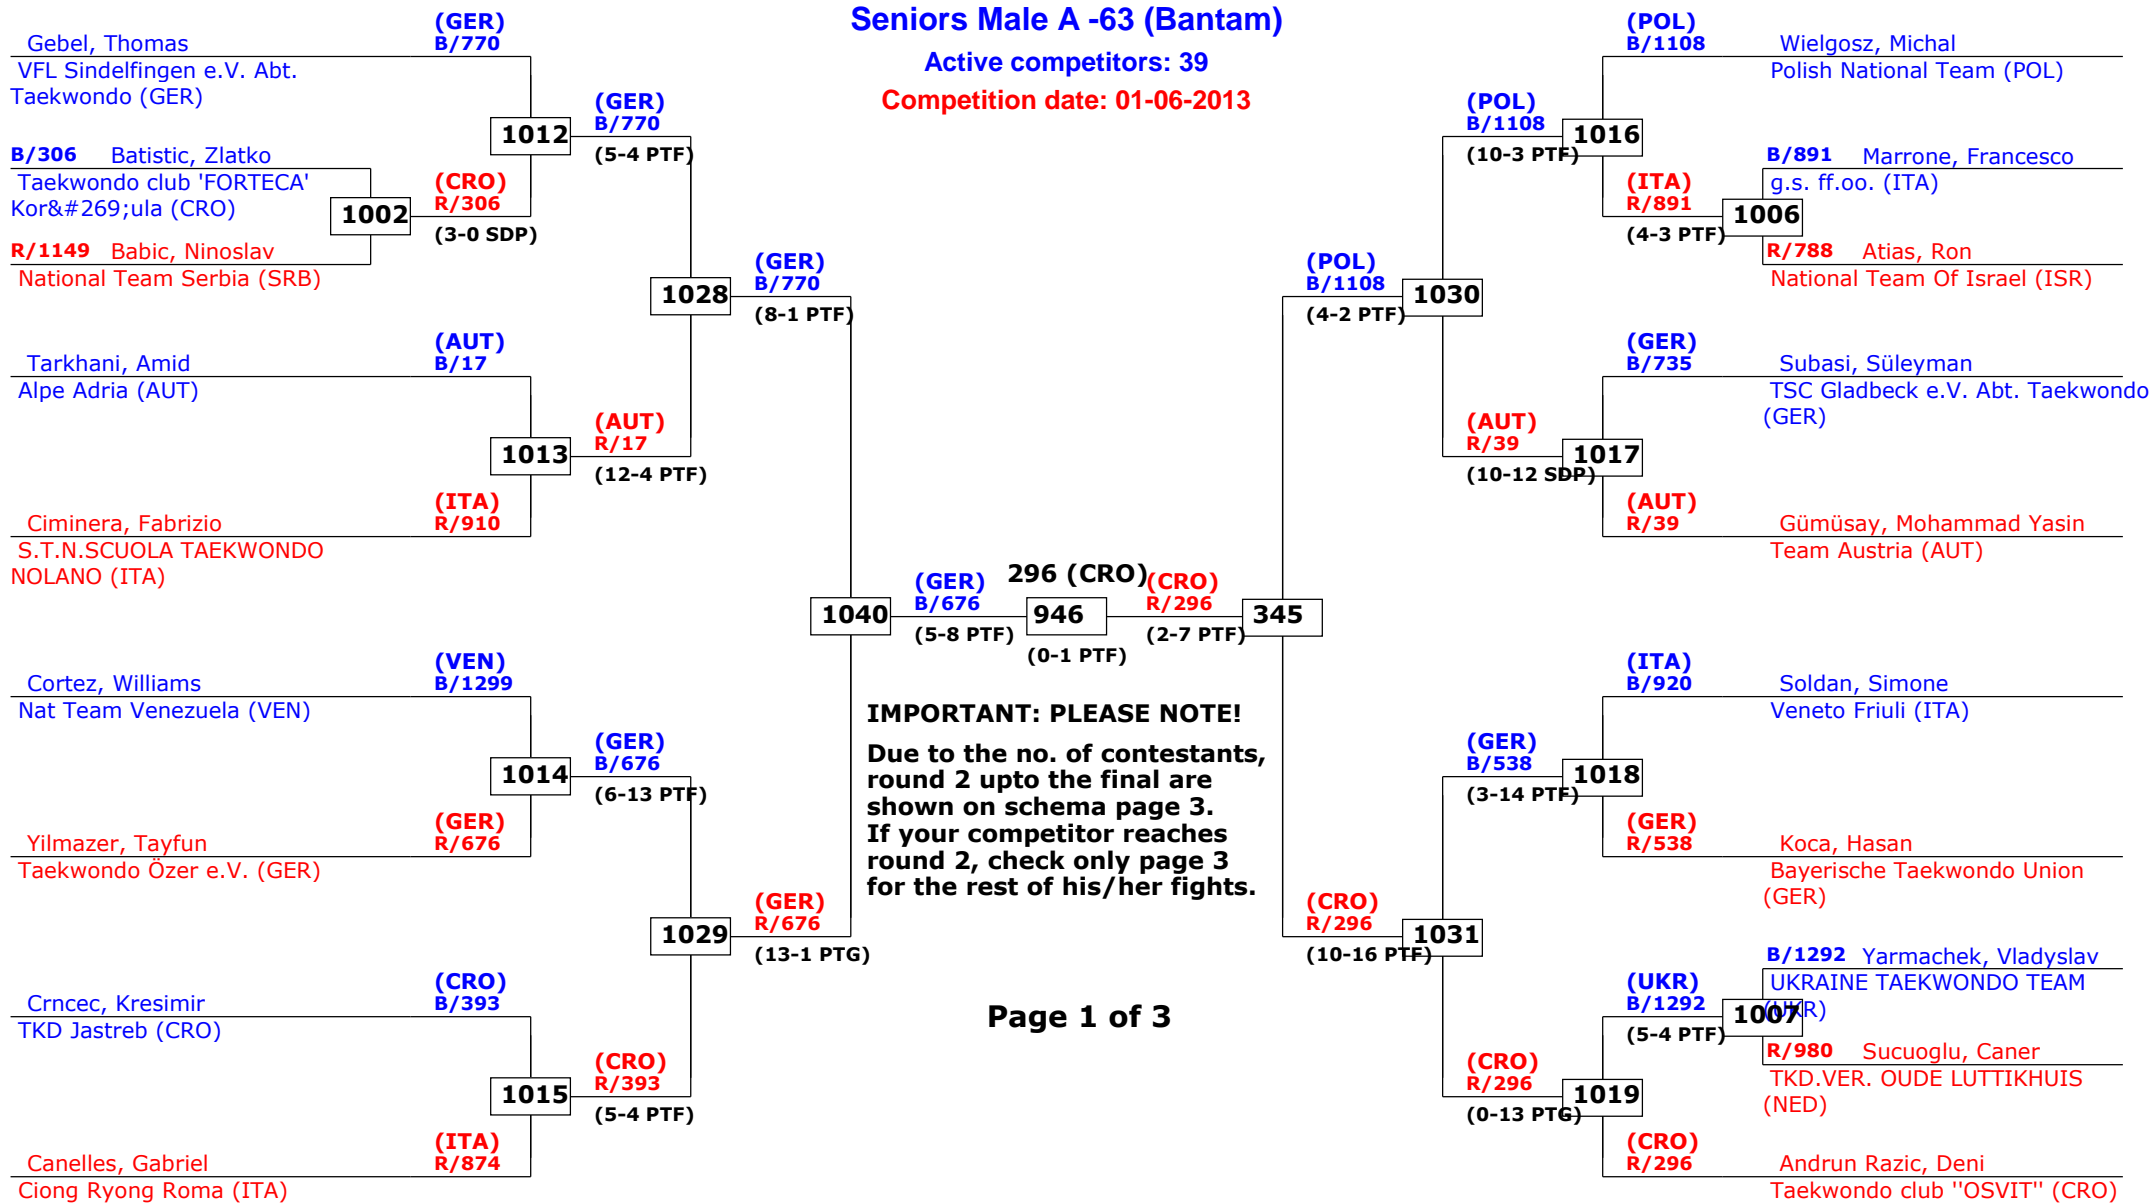 Seniors Male A -63 (Bantam)
Active competitors: 39
Competition date: 01-06-2013
(GER)
B/770
Gebel, Thomas
VFL Sindelfingen e.V. Abt.
Taekwondo (GER)
1012
(GER)
B/770
(5-4 PTF)
B/306 Batistic, Zlatko
Taekwondo club 'FORTECA'
Kor&#269;ula (CRO)
1002
(CRO)
R/306
(3-0 SDP)
R/1149 Babic, Ninoslav
National Team Serbia (SRB)
1028
(GER)
B/770
(8-1 PTF)
(AUT)
B/17
Tarkhani, Amid
Alpe Adria (AUT)
1013
(AUT)
R/17
(12-4 PTF)
(ITA)
R/910
Ciminera, Fabrizio
S.T.N.SCUOLA TAEKWONDO
NOLANO (ITA)
1040
(GER)
B/676
(5-8 PTF)
296 (CRO)
946
(0-1 PTF)
(CRO)
R/296
(2-7 PTF)
345
(VEN)
B/1299
Cortez, Williams
Nat Team Venezuela (VEN)
1014
(GER)
B/676
(6-13 PTF)
(GER)
R/676
Yilmazer, Tayfun
Taekwondo Özer e.V. (GER)
1029
(GER)
R/676
(13-1 PTG)
(CRO)
B/393
Crncec, Kresimir
TKD Jastreb (CRO)
1015
(CRO)
R/393
(5-4 PTF)
(ITA)
R/874
Canelles, Gabriel
Ciong Ryong Roma (ITA)
IMPORTANT: PLEASE NOTE!
Due to the no. of contestants,
round 2 upto the final are
shown on schema page 3.
If your competitor reaches
round 2, check only page 3
for the rest of his/her fights.
Page 1 of 3
(POL)
B/1108
Wielgosz, Michal
Polish National Team (POL)
(POL)
B/1108
(10-3 PTF)
1016
B/891 Marrone, Francesco
g.s. ff.oo. (ITA)
(ITA)
R/891
(4-3 PTF)
1006
R/788 Atias, Ron
National Team Of Israel (ISR)
(POL)
B/1108
(4-2 PTF)
1030
(GER)
B/735
Subasi, Süleyman
TSC Gladbeck e.V. Abt. Taekwondo
(GER)
(AUT)
R/39
(10-12 SDP)
1017
(AUT)
R/39
Gümüsay, Mohammad Yasin
Team Austria (AUT)
(ITA)
B/920
Soldan, Simone
Veneto Friuli (ITA)
(GER)
B/538
(3-14 PTF)
1018
(GER)
R/538
Koca, Hasan
Bayerische Taekwondo Union
(GER)
(CRO)
R/296
(10-16 PTF)
1031
B/1292 Yarmachek, Vladyslav
UKRAINE TAEKWONDO TEAM
(UKR)
(UKR)
B/1292
(5-4 PTF)
1007
R/980 Sucuoglu, Caner
TKD.VER. OUDE LUTTIKHUIS
(NED)
(CRO)
R/296
(0-13 PTG)
1019
(CRO)
R/296
Andrun Razic, Deni
Taekwondo club ''OSVIT'' (CRO)